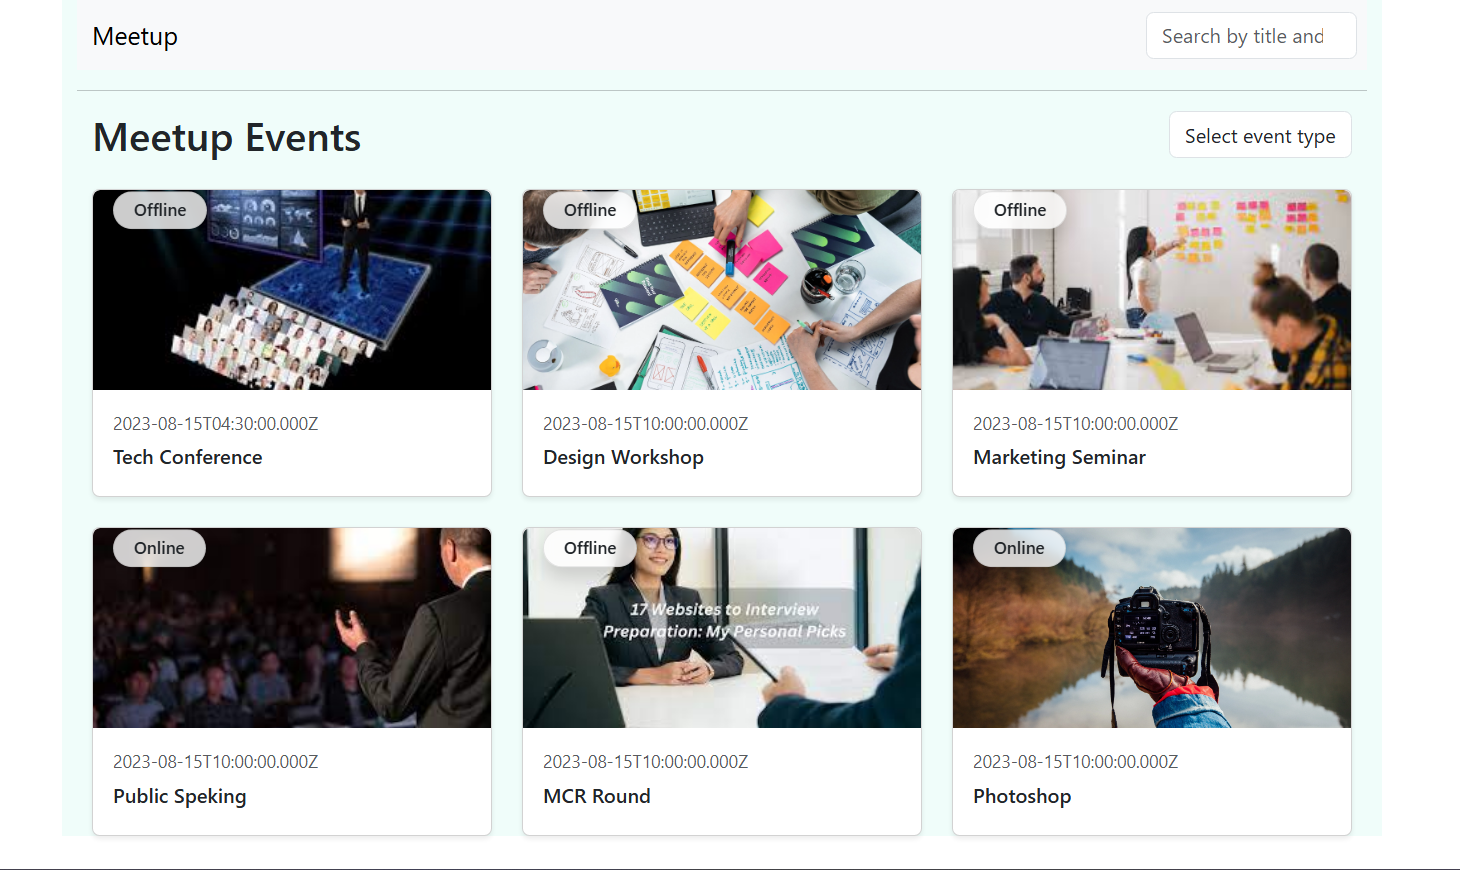 Meetup
Search by title and
Meetup Events
Select event type
Offline
Offline
Offline
2023-08-15T04:30:00.000Z
2023-08-15T10:00:00.000Z
2023-08-15T10:00:00.000Z
Tech Conference
Design Workshop
Marketing Seminar
Online
Offline
Online
17 Websites to Interview
Preparation: My Personal Picks
2023-08-15T10:00:00.000Z
2023-08-15T10:00:00.000Z
2023-08-15T10:00:00.000Z
Public Speking
MCR Round
Photoshop